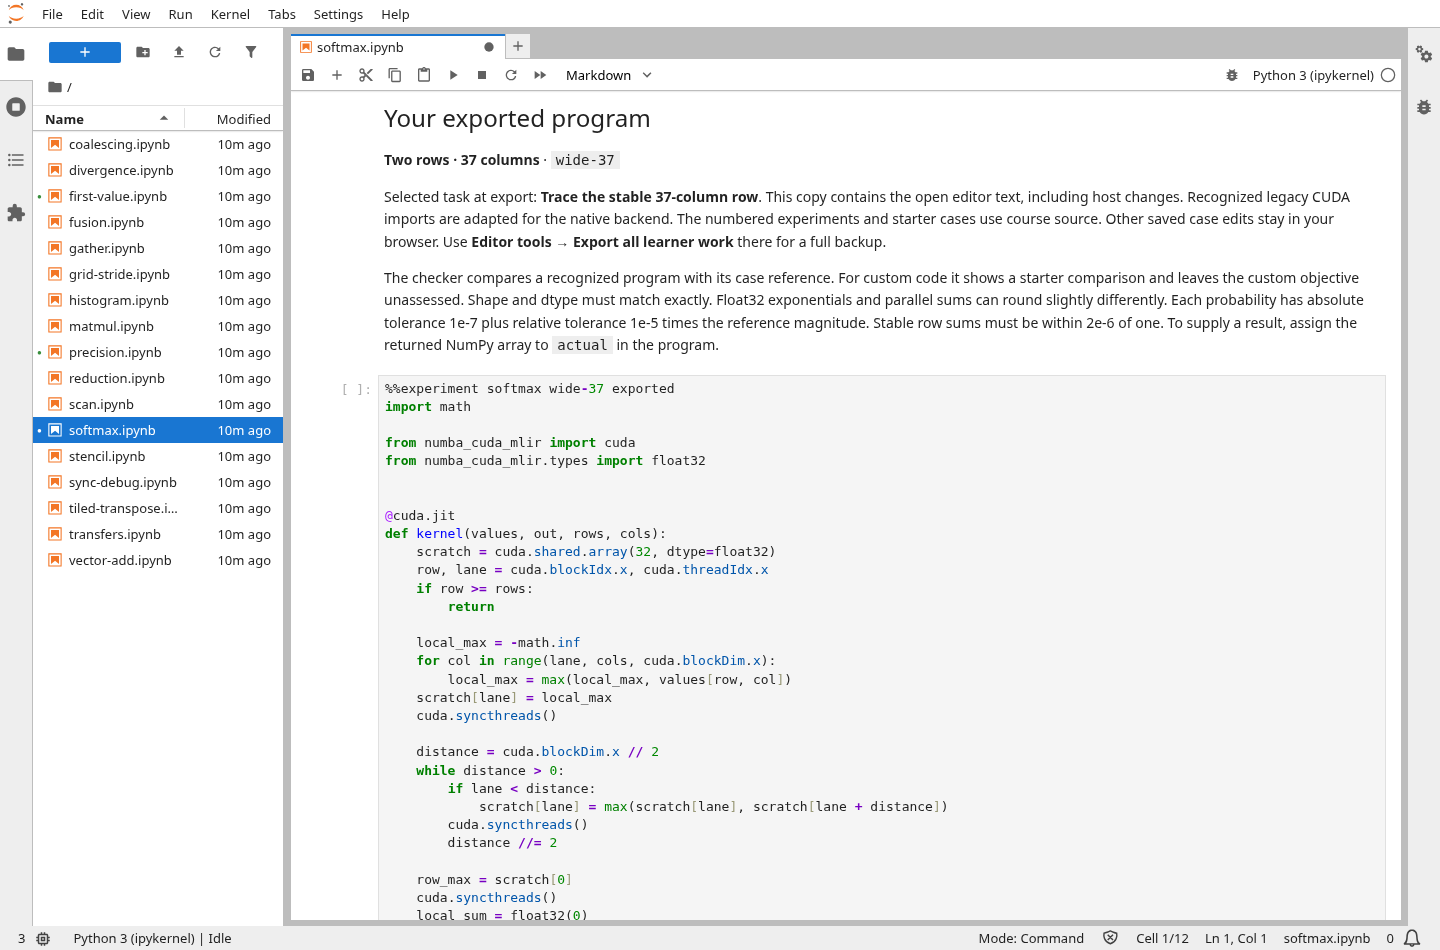 File Edit View Run Kernel Tabs Settings Help
/
Name Modified
coalescing.ipynb 10m ago
divergence.ipynb 10m ago
first-value.ipynb 10m ago
fusion.ipynb 10m ago
gather.ipynb 10m ago
grid-stride.ipynb 10m ago
histogram.ipynb 10m ago
matmul.ipynb 10m ago
precision.ipynb 10m ago
reduction.ipynb 10m ago
scan.ipynb 10m ago
softmax.ipynb 10m ago
stencil.ipynb 10m ago
sync-debug.ipynb 10m ago
tiled-transpose.i... 10m ago
transfers.ipynb 10m ago
vector-add.ipynb 10m ago
softmax.ipynb
Markdown
Python 3 (ipykernel)
Your exported program
Two rows · 37 columns · wide-37
Selected task at export: Trace the stable 37-column row. This copy contains the open editor text, including host changes. Recognized legacy CUDA
imports are adapted for the native backend. The numbered experiments and starter cases use course source. Other saved case edits stay in your
browser. Use Editor tools → Export all learner work there for a full backup.
The checker compares a recognized program with its case reference. For custom code it shows a starter comparison and leaves the custom objective
unassessed. Shape and dtype must match exactly. Float32 exponentials and parallel sums can round slightly differently. Each probability has absolute
tolerance 1e-7 plus relative tolerance 1e-5 times the reference magnitude. Stable row sums must be within 2e-6 of one. To supply a result, assign the
returned NumPy array to actual in the program.
[ ]:
%%experiment softmax wide-37 exported
import math
from numba_cuda_mlir import cuda
from numba_cuda_mlir.types import float32
@cuda.jit
def kernel(values, out, rows, cols):
    scratch = cuda.shared.array(32, dtype=float32)
    row, lane = cuda.blockIdx.x, cuda.threadIdx.x
    if row >= rows:
        return
    local_max = -math.inf
    for col in range(lane, cols, cuda.blockDim.x):
        local_max = max(local_max, values[row, col])
    scratch[lane] = local_max
    cuda.syncthreads()
    distance = cuda.blockDim.x // 2
    while distance > 0:
        if lane < distance:
            scratch[lane] = max(scratch[lane], scratch[lane + distance])
        cuda.syncthreads()
        distance //= 2
    row_max = scratch[0]
    cuda.syncthreads()
    local_sum = float32(0)
3 Python 3 (ipykernel) | Idle Mode: Command Cell 1/12 Ln 1, Col 1 softmax.ipynb 0